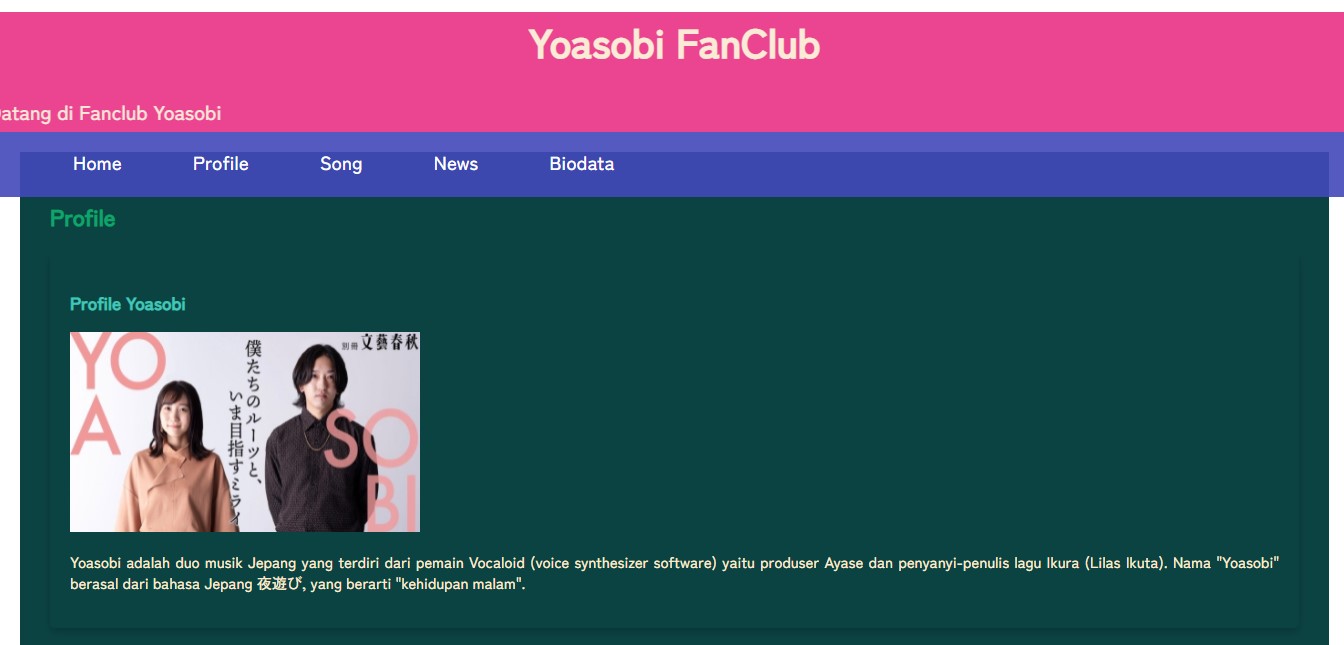 Yoasobi FanClub
atang di Fanclub Yoasobi
Home Profile Song News Biodata
Profile
Profile Yoasobi
YO
A
SO
BI
別冊 文藝春秋
僕たちのルーツと、
いま目指すミライ
Yoasobi adalah duo musik Jepang yang terdiri dari pemain Vocaloid (voice synthesizer software) yaitu produser Ayase dan penyanyi-penulis lagu Ikura (Lilas Ikuta). Nama "Yoasobi"
berasal dari bahasa Jepang 夜遊び, yang berarti "kehidupan malam".